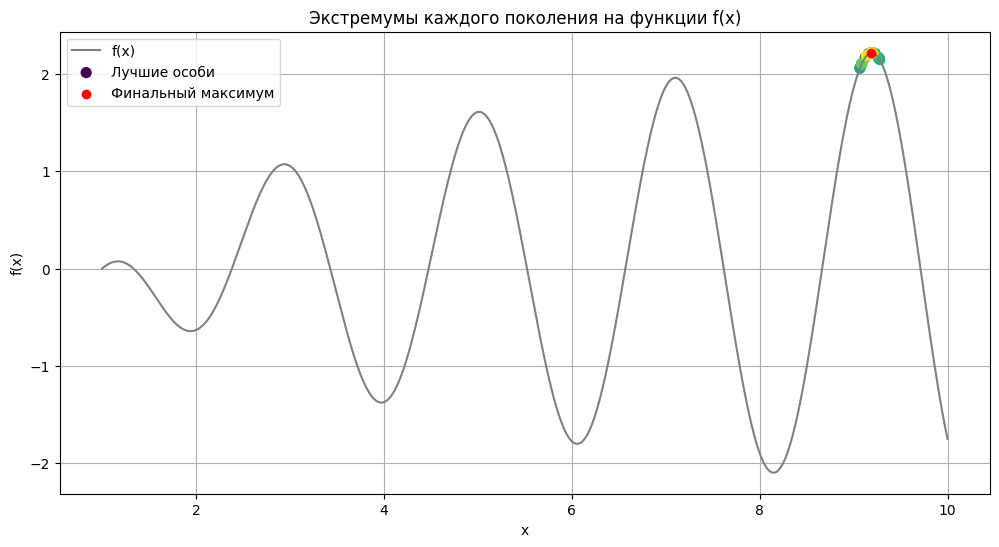 Экстремумы каждого поколения на функции f(x)
f(x)
Лучшие особи
Финальный максимум
2
1
0
−1
−2
f(x)
2
4
6
8
10
x